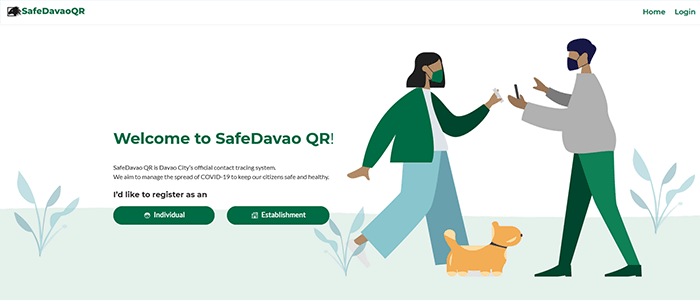 SafeDavaoQR
Home Login
Welcome to SafeDavao QR!
SafeDavao QR is Davao City's official contact tracing system.
We aim to manage the spread of COVID-19 to keep our citizens safe and healthy.
I'd like to register as an
Individual
Establishment